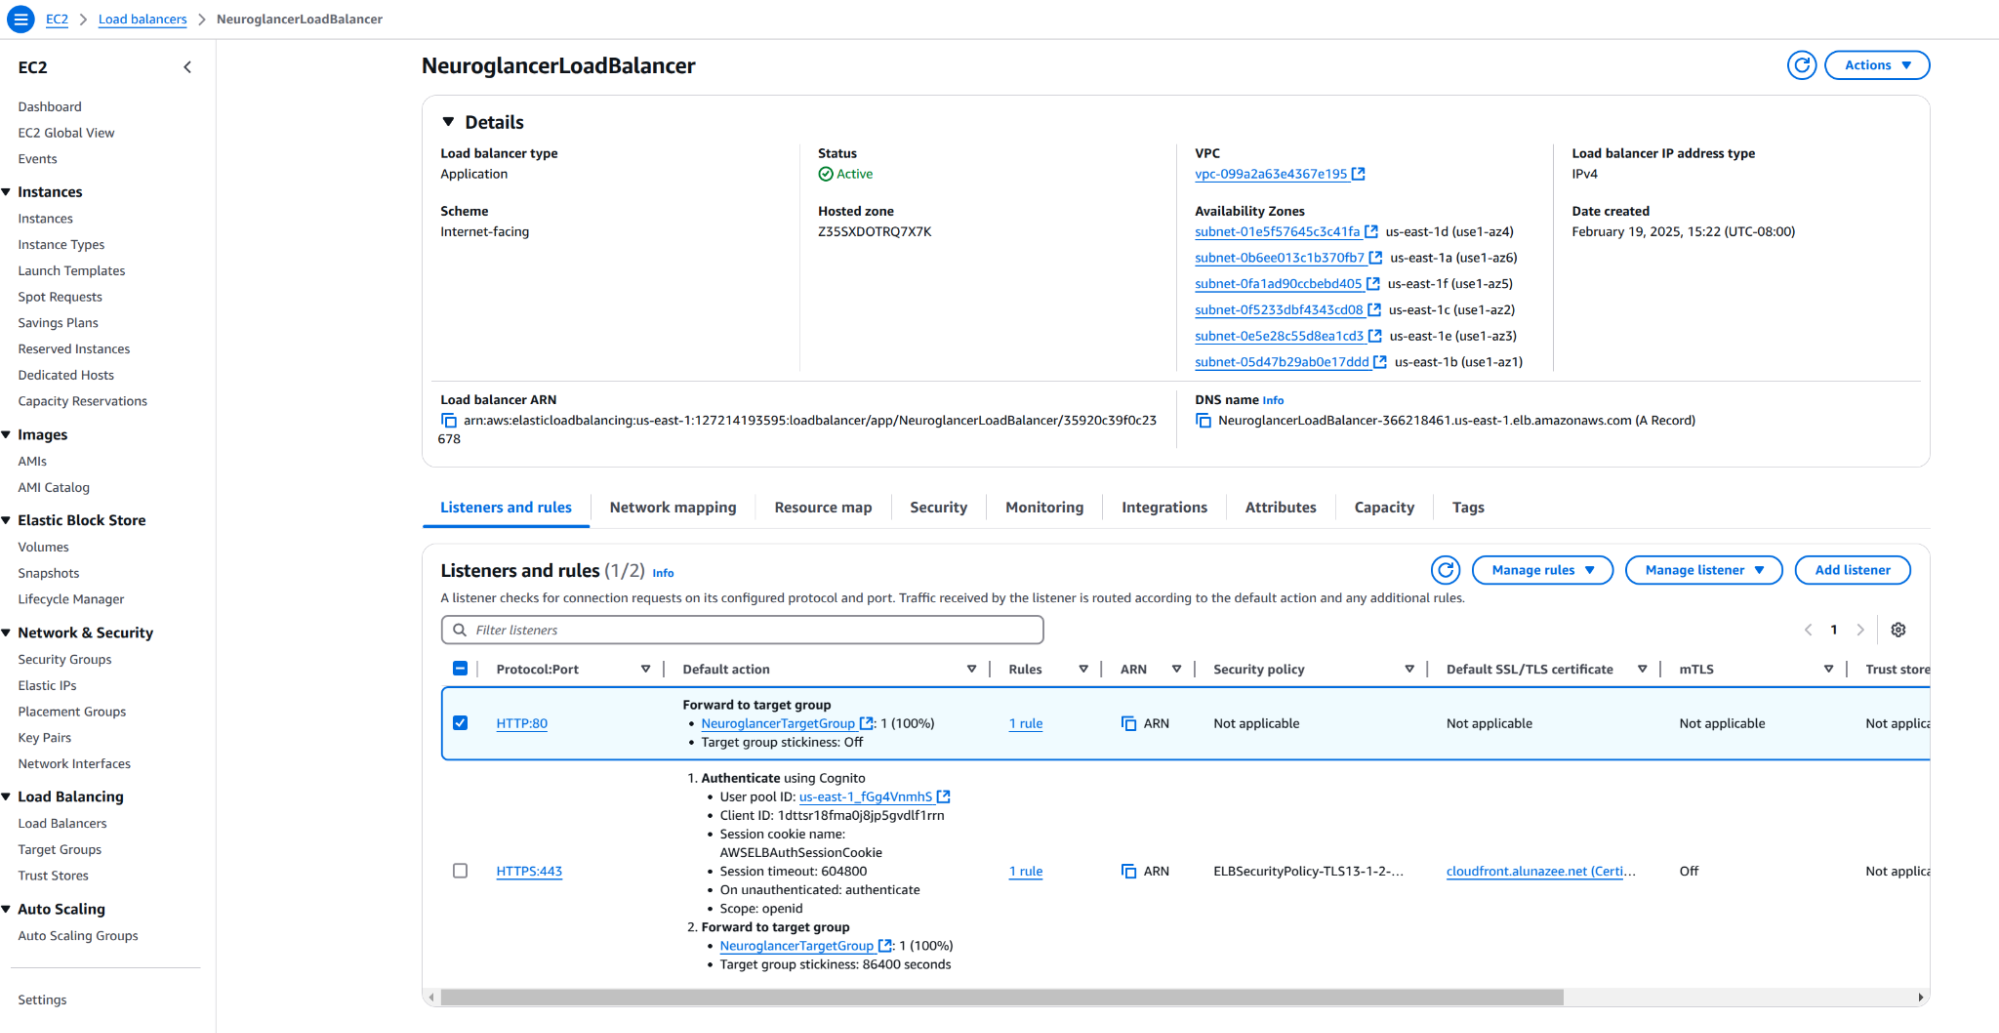 EC2 > Load balancers > NeuroglancerLoadBalancer
EC2
Dashboard
EC2 Global View
Events
Instances
Instances
Instance Types
Launch Templates
Spot Requests
Savings Plans
Reserved Instances
Dedicated Hosts
Capacity Reservations
Images
AMIs
AMI Catalog
Elastic Block Store
Volumes
Snapshots
Lifecycle Manager
Network & Security
Security Groups
Elastic IPs
Placement Groups
Key Pairs
Network Interfaces
Load Balancing
Load Balancers
Target Groups
Trust Stores
Auto Scaling
Auto Scaling Groups
Settings
NeuroglancerLoadBalancer
Actions
Details
Load balancer type
Application
Scheme
Internet-facing
Status
Active
Hosted zone
Z35SXDOTRQ7X7K
VPC
vpc-099a2a63e4367e195
Availability Zones
subnet-01e5f57645c3c41fa us-east-1d (use1-az4)
subnet-0b6ee013c1b370fb7 us-east-1a (use1-az6)
subnet-0fa1ad90ccbebd405 us-east-1f (use1-az5)
subnet-0f5233dbf4343cd08 us-east-1c (use1-az2)
subnet-0e5e28c55d8ea1cd3 us-east-1e (use1-az3)
subnet-05d47b29ab0e17ddd us-east-1b (use1-az1)
Load balancer IP address type
IPv4
Date created
February 19, 2025, 15:22 (UTC-08:00)
Load balancer ARN
arn:aws:elasticloadbalancing:us-east-1:127214193595:loadbalancer/app/NeuroglancerLoadBalancer/35920c39f0c23
678
DNS name Info
NeuroglancerLoadBalancer-366218461.us-east-1.elb.amazonaws.com (A Record)
Listeners and rules Network mapping Resource map Security Monitoring Integrations Attributes Capacity Tags
Listeners and rules (1/2) Info
Manage rules Manage listener Add listener
A listener checks for connection requests on its configured protocol and port. Traffic received by the listener is routed according to the default action and any additional rules.
Filter listeners
1
Protocol:Port Default action Rules ARN Security policy Default SSL/TLS certificate mTLS Trust store
HTTP:80
Forward to target group
• NeuroglancerTargetGroup : 1 (100%)
• Target group stickiness: Off
1 rule ARN Not applicable Not applicable Not applicable Not applica
HTTPS:443
1. Authenticate using Cognito
• User pool ID: us-east-1_fGg4VnmhS
• Client ID: 1dttsr18fma0j8jp5gvdlf1rrn
• Session cookie name:
AWSELBAuthSessionCookie
• Session timeout: 604800
• On unauthenticated: authenticate
• Scope: openid
2. Forward to target group
• NeuroglancerTargetGroup : 1 (100%)
• Target group stickiness: 86400 seconds
1 rule ARN ELBSecurityPolicy-TLS13-1-2-... cloudfront.alunazee.net (Certi... Off Not applica